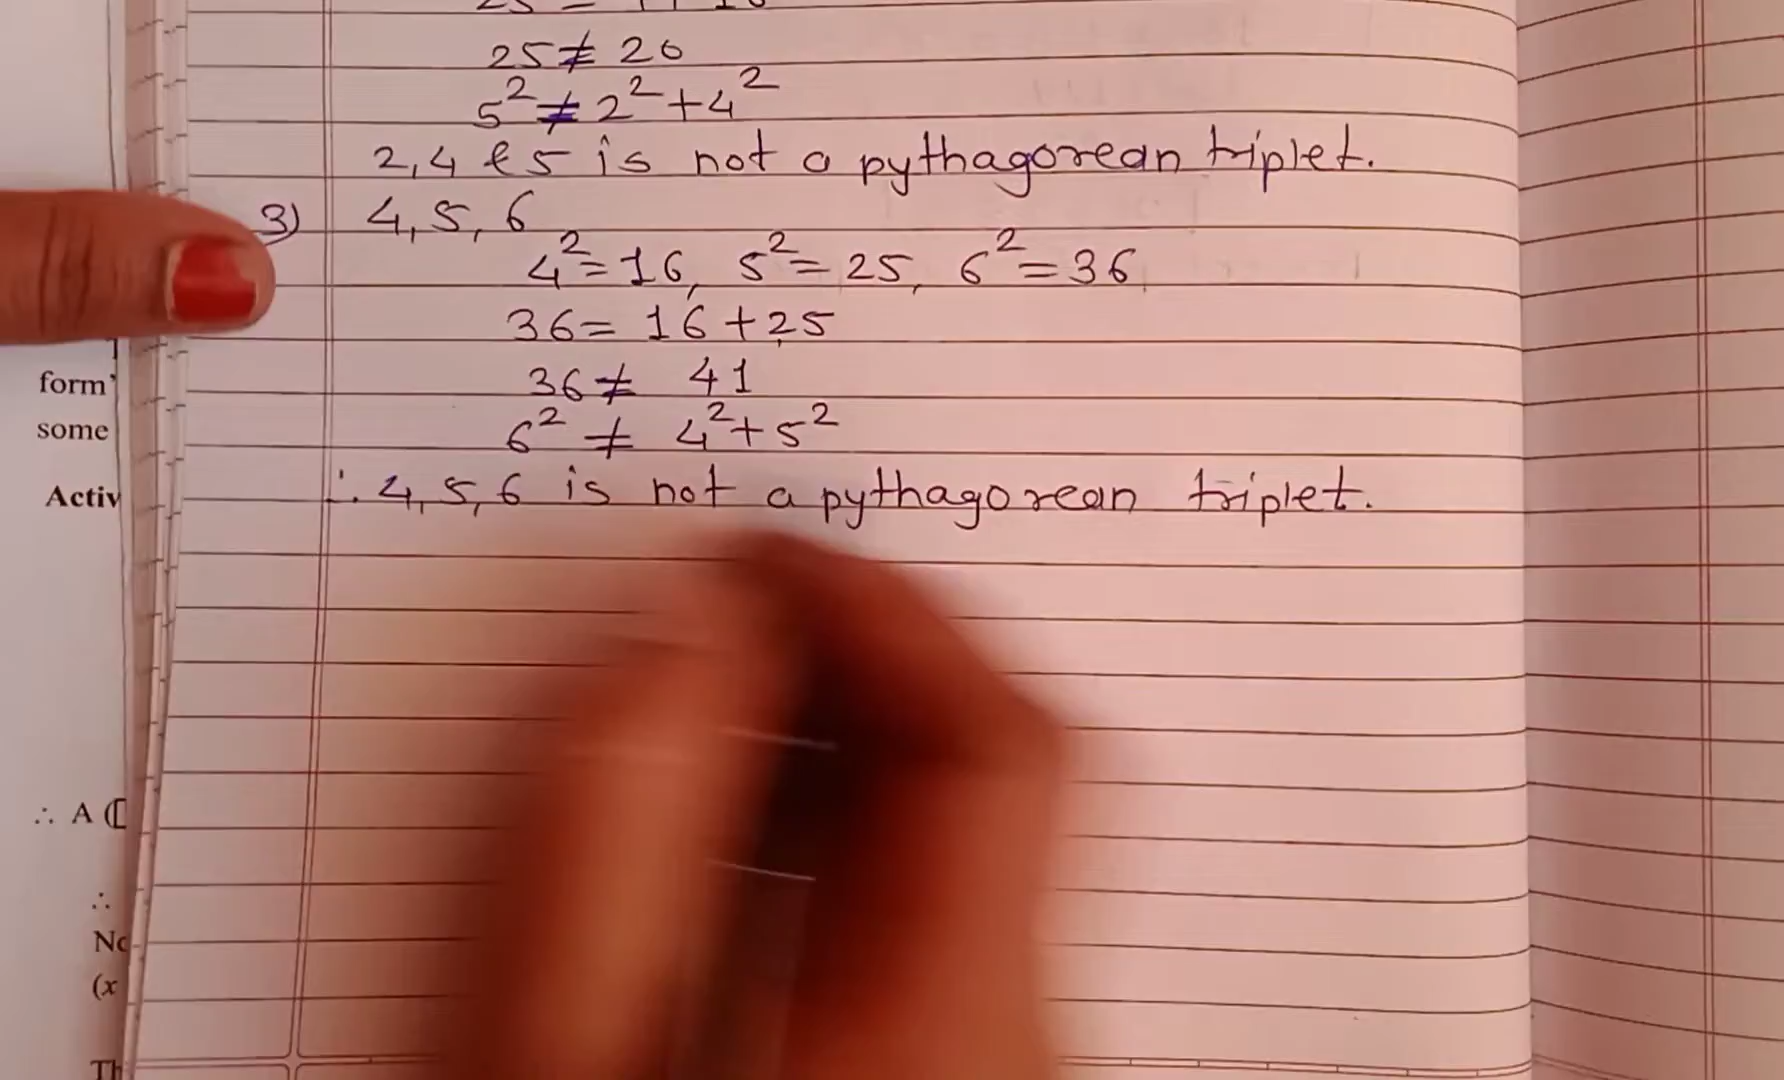 25 ≠ 20
5² ≠ 2² + 4²
2, 4 & 5 is not a pythagorean triplet.
3) 4, 5, 6
4² = 16, 5² = 25, 6² = 36
36 = 16 + 25
36 ≠ 41
6² ≠ 4² + 5²
∴ 4, 5, 6 is not a pythagorean triplet.
form
some
Activ
∴ A
∴
(x
Th